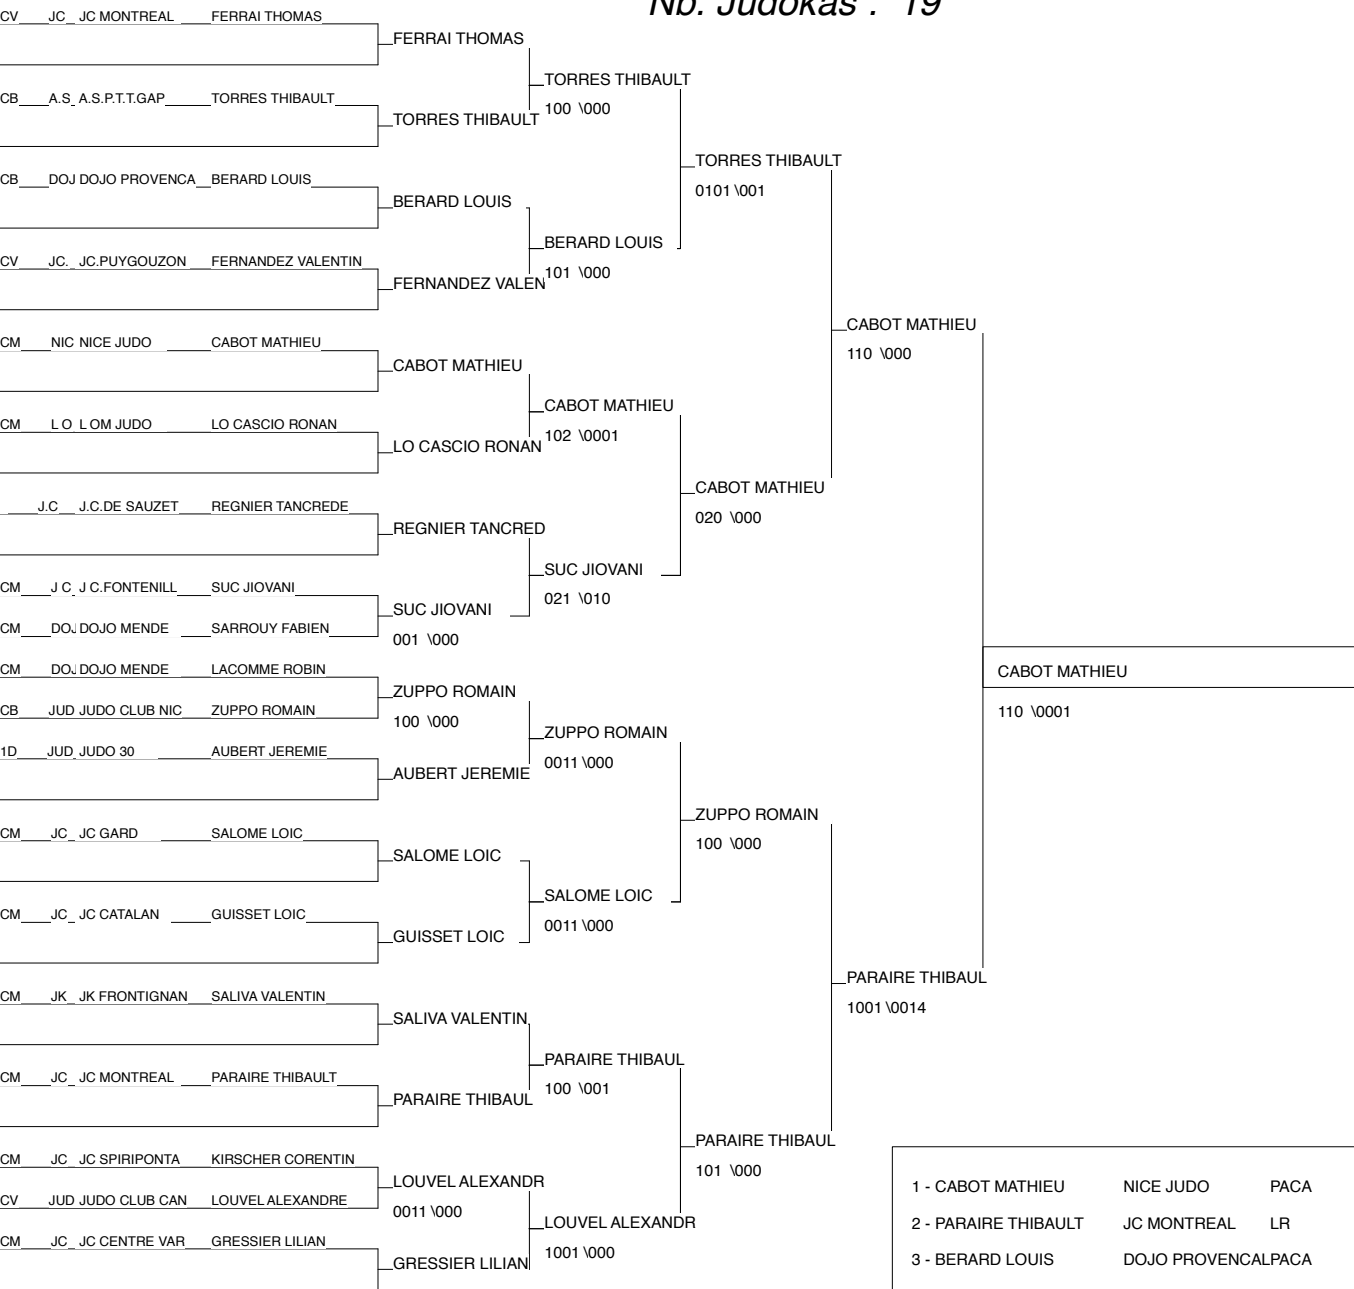 Nb. Judokas : 19
CV JC JC MONTREAL FERRAI THOMAS
FERRAI THOMAS
TORRES THIBAULT
100 \000
CB A.S A.S.P.T.T.GAP TORRES THIBAULT
TORRES THIBAULT
TORRES THIBAULT
0101 \001
CB DOJ DOJO PROVENCA BERARD LOUIS
BERARD LOUIS
BERARD LOUIS
101 \000
CV JC. JC.PUYGOUZON FERNANDEZ VALENTIN
FERNANDEZ VALEN
CABOT MATHIEU
110 \000
CM NIC NICE JUDO CABOT MATHIEU
CABOT MATHIEU
CABOT MATHIEU
102 \0001
CM L O L OM JUDO LO CASCIO RONAN
LO CASCIO RONAN
CABOT MATHIEU
020 \000
J.C J.C.DE SAUZET REGNIER TANCREDE
REGNIER TANCRED
SUC JIOVANI
021 \010
CM J C J C.FONTENILL SUC JIOVANI
SUC JIOVANI
001 \000
CM DOJ DOJO MENDE SARROUY FABIEN
CABOT MATHIEU
110 \0001
CM DOJ DOJO MENDE LACOMME ROBIN
ZUPPO ROMAIN
100 \000
CB JUD JUDO CLUB NIC ZUPPO ROMAIN
ZUPPO ROMAIN
0011 \000
1D JUD JUDO 30 AUBERT JEREMIE
AUBERT JEREMIE
ZUPPO ROMAIN
100 \000
CM JC JC GARD SALOME LOIC
SALOME LOIC
SALOME LOIC
0011 \000
CM JC JC CATALAN GUISSET LOIC
GUISSET LOIC
PARAIRE THIBAUL
1001 \0014
CM JK JK FRONTIGNAN SALIVA VALENTIN
SALIVA VALENTIN
PARAIRE THIBAUL
100 \001
CM JC JC MONTREAL PARAIRE THIBAULT
PARAIRE THIBAUL
PARAIRE THIBAUL
101 \000
CM JC JC SPIRIPONTA KIRSCHER CORENTIN
LOUVEL ALEXANDR
0011 \000
CV JUD JUDO CLUB CAN LOUVEL ALEXANDRE
LOUVEL ALEXANDR
1001 \000
CM JC JC CENTRE VAR GRESSIER LILIAN
GRESSIER LILIAN
1 - CABOT MATHIEU NICE JUDO PACA
2 - PARAIRE THIBAULT JC MONTREAL LR
3 - BERARD LOUIS DOJO PROVENCALPACA